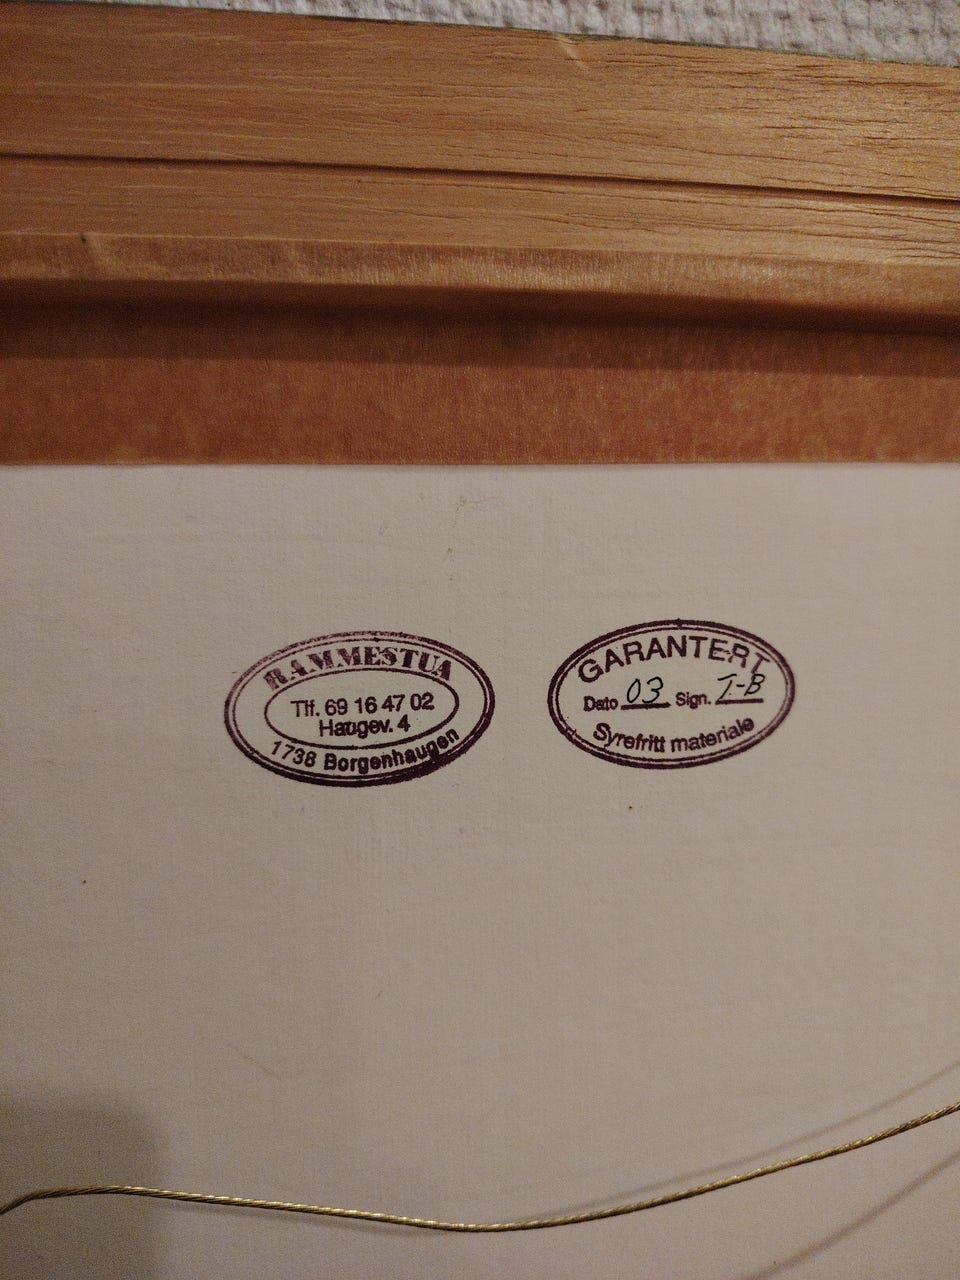 RAMMESTUA
Tlf. 69 16 47 02
Haugev. 4
1738 Borgenhaugen
GARANTERT
Dato 03 Sign. I-B
Syrefritt materiale